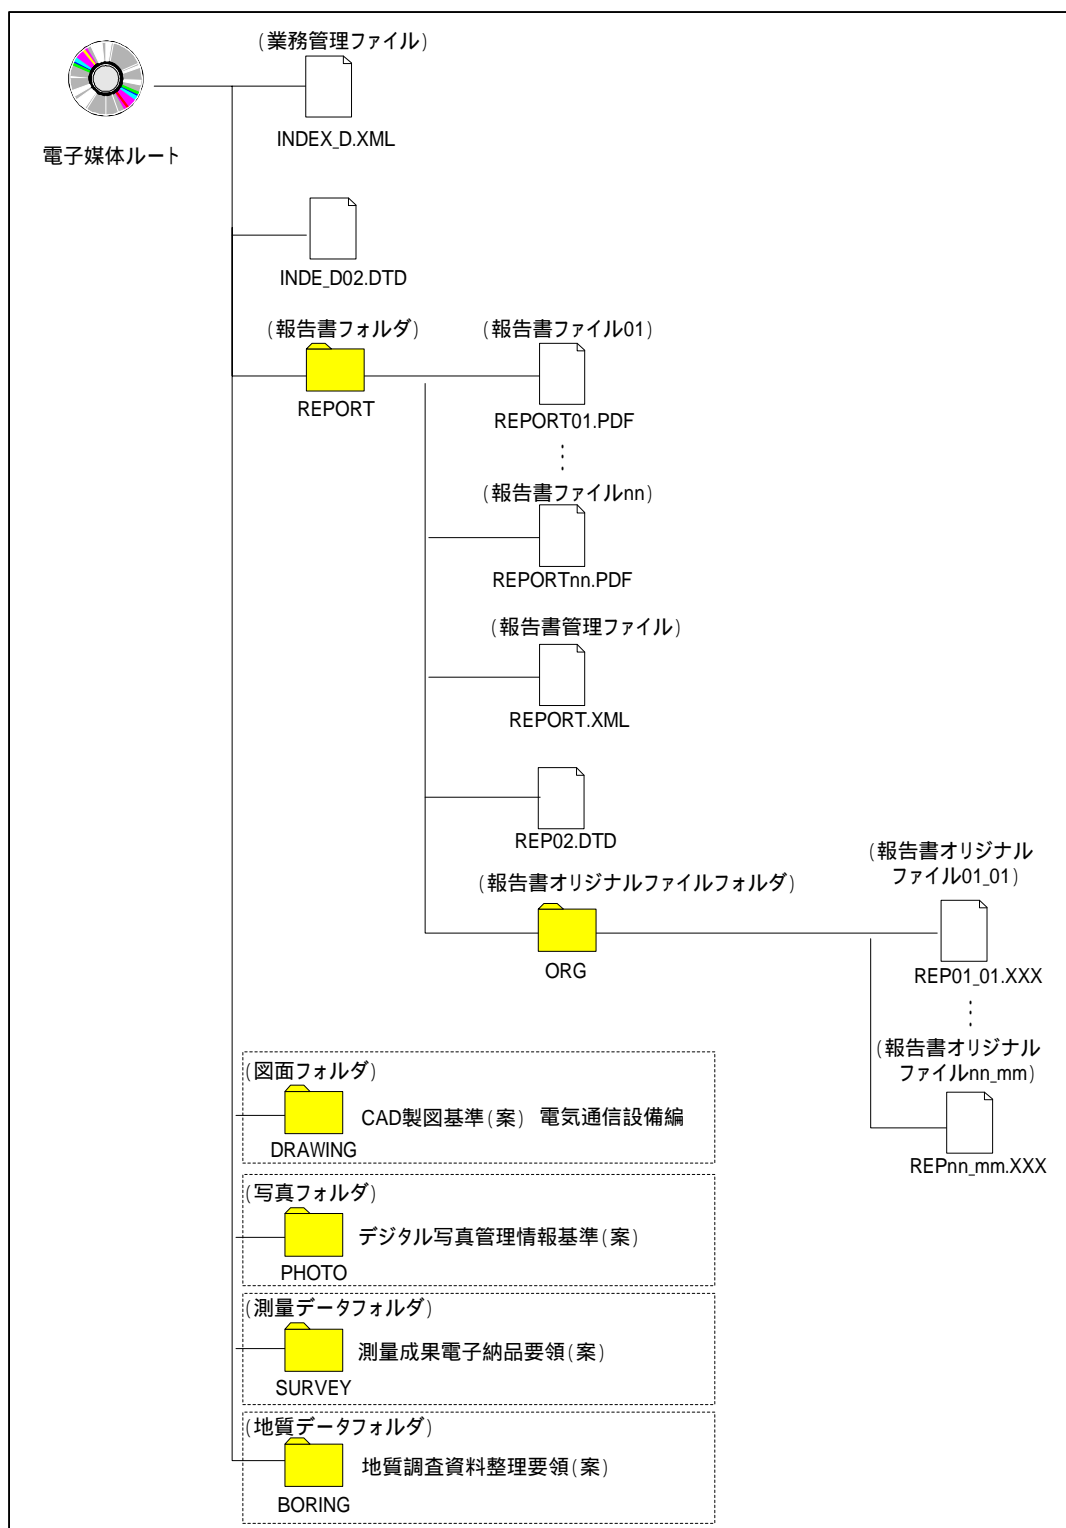 (業務管理ファイル)
INDEX_D.XML
電子媒体ルート
INDE_D02.DTD
(報告書フォルダ)
REPORT
(報告書ファイル01)
REPORT01.PDF
(報告書ファイルnn)
REPORTnn.PDF
(報告書管理ファイル)
REPORT.XML
REP02.DTD
(報告書オリジナルファイルフォルダ)
ORG
(報告書オリジナル
ファイル01_01)
REP01_01.XXX
(報告書オリジナル
ファイルnn_mm)
REPnn_mm.XXX
(図面フォルダ)
CAD製図基準(案) 電気通信設備編
DRAWING
(写真フォルダ)
デジタル写真管理情報基準(案)
PHOTO
(測量データフォルダ)
測量成果電子納品要領(案)
SURVEY
(地質データフォルダ)
地質調査資料整理要領(案)
BORING